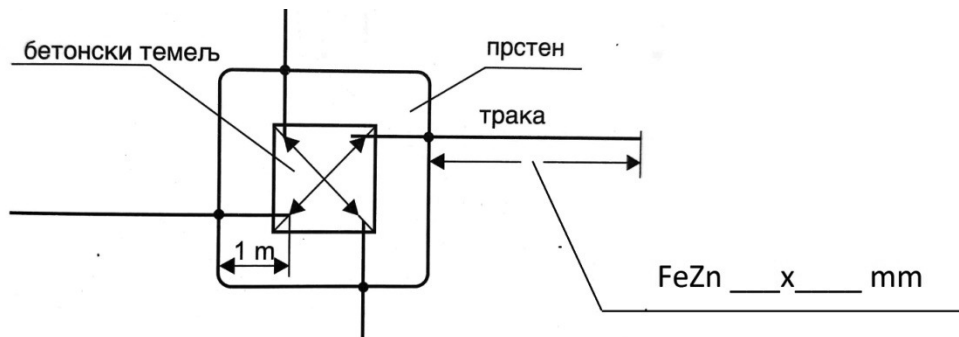 бетонски темељ
прстен
трака
1 m
FeZn ___x____ mm